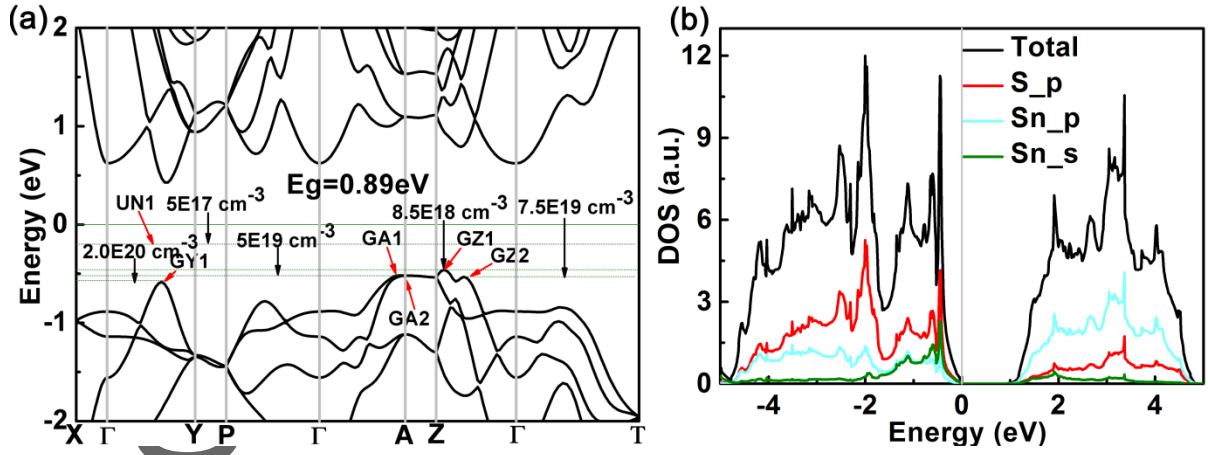 (a)
2
1
0
-1
-2
Energy (eV)
Eg=0.89eV
UN1
5E17 cm-3
2.0E20 cm-3
GY1
5E19 cm-3
GA1
8.5E18 cm-3
GZ1
7.5E19 cm-3
GZ2
GA2
X Γ Y P Γ A Z Γ T
(b)
12
9
6
3
0
DOS (a.u.)
Total
S_p
Sn_p
Sn_s
-4 -2 0 2 4
Energy (eV)